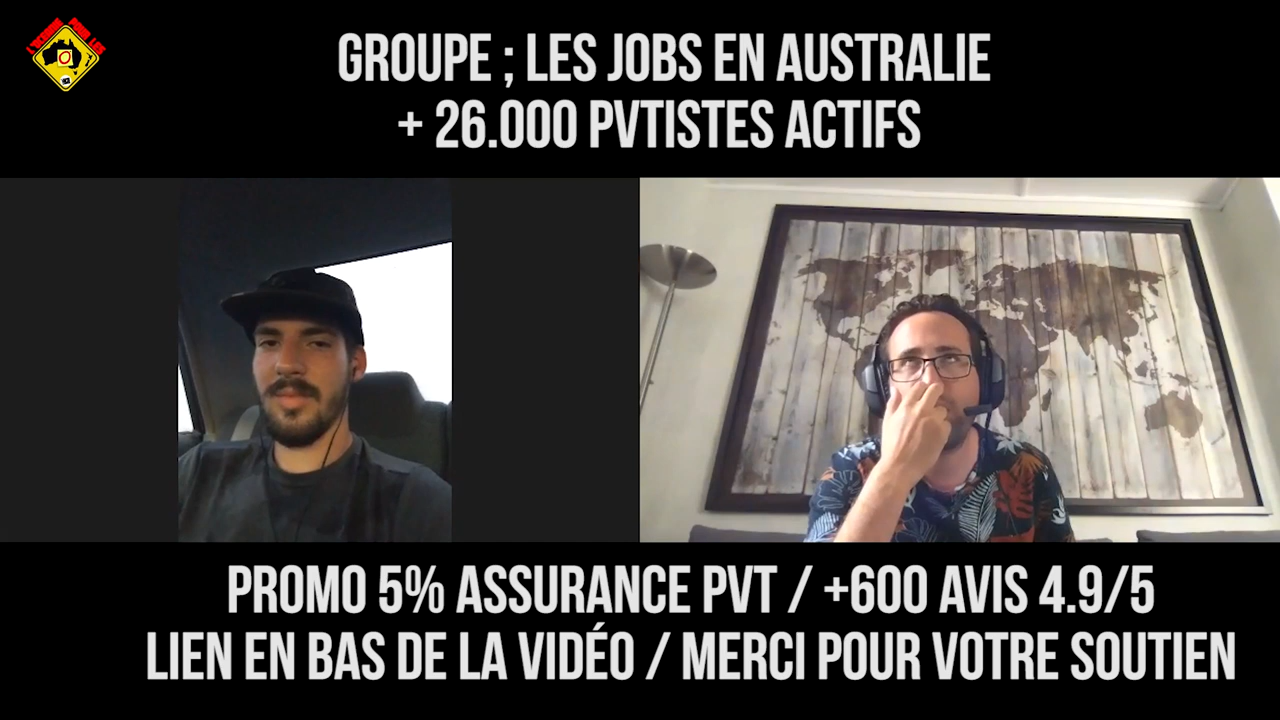 GROUPE ; LES JOBS EN AUSTRALIE
+ 26.000 PVTISTES ACTIFS
PROMO 5% ASSURANCE PVT / +600 AVIS 4.9/5
LIEN EN BAS DE LA VIDÉO / MERCI POUR VOTRE SOUTIEN